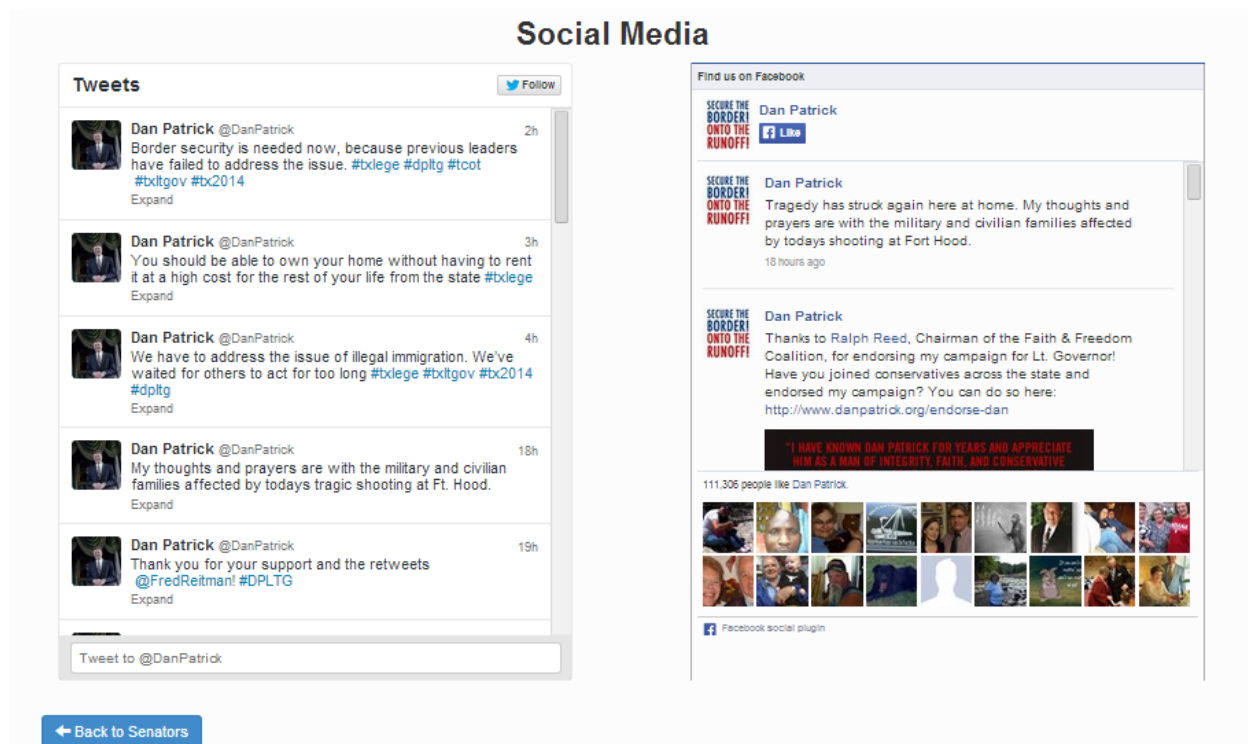 Social Media
Tweets
Follow
Dan Patrick @DanPatrick
2h
Border security is needed now, because previous leaders
have failed to address the issue. #txlege #dpltg #tcot
#txltgov #tx2014
Expand
Dan Patrick @DanPatrick
3h
You should be able to own your home without having to rent
it at a high cost for the rest of your life from the state #txlege
Expand
Dan Patrick @DanPatrick
4h
We have to address the issue of illegal immigration. We've
waited for others to act for too long #txlege #txltgov #tx2014
#dpltg
Expand
Dan Patrick @DanPatrick
18h
My thoughts and prayers are with the military and civilian
families affected by todays tragic shooting at Ft. Hood.
Expand
Dan Patrick @DanPatrick
19h
Thank you for your support and the retweets
@FredReitman! #DPLTG
Expand
Tweet to @DanPatrick
Find us on Facebook
SECURE THE
BORDER!
ONTO THE
RUNOFF!
Dan Patrick
Like
SECURE THE
BORDER!
ONTO THE
RUNOFF!
Dan Patrick
Tragedy has struck again here at home. My thoughts and
prayers are with the military and civilian families affected
by todays shooting at Fort Hood.
18 hours ago
SECURE THE
BORDER!
ONTO THE
RUNOFF!
Dan Patrick
Thanks to Ralph Reed, Chairman of the Faith & Freedom
Coalition, for endorsing my campaign for Lt. Governor!
Have you joined conservatives across the state and
endorsed my campaign? You can do so here:
http://www.danpatrick.org/endorse-dan
"I HAVE KNOWN DAN PATRICK FOR YEARS AND APPRECIATE
HIM AS A MAN OF INTEGRITY, FAITH, AND CONSERVATIVE
111,306 people like Dan Patrick.
Facebook social plugin
Back to Senators